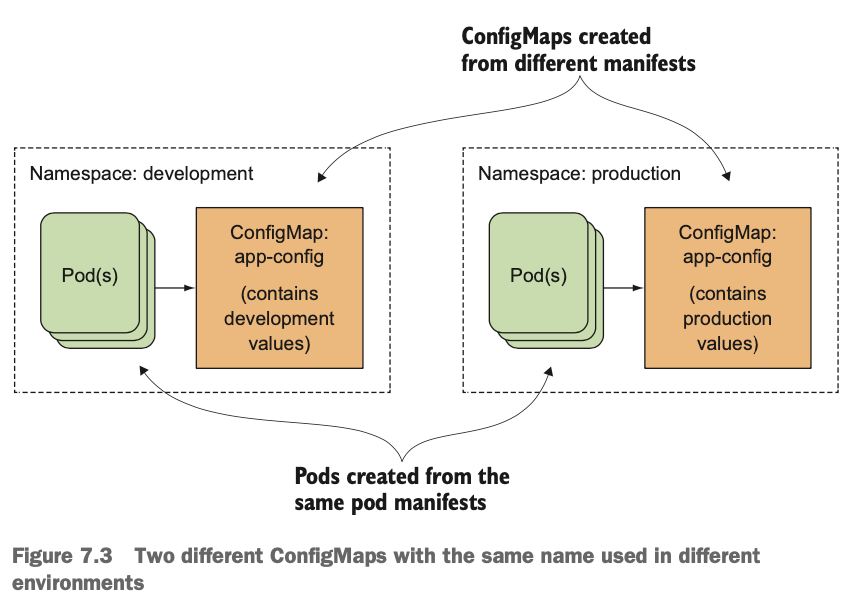 ConfigMaps created
from different manifests
Namespace: development
Pod(s)
ConfigMap:
app-config
(contains
development
values)
Namespace: production
Pod(s)
ConfigMap:
app-config
(contains
production
values)
Pods created from the
same pod manifests
Figure 7.3 Two different ConfigMaps with the same name used in different
environments